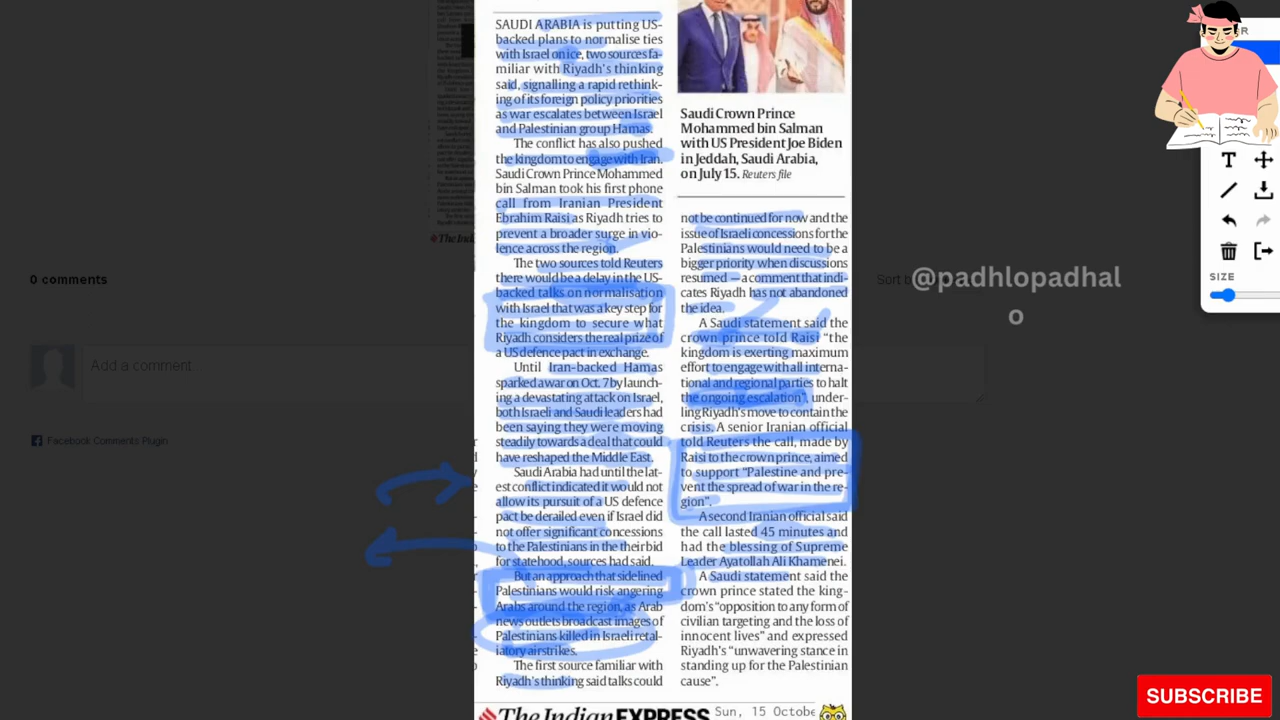 SAUDI ARABIA is putting US-
backed plans to normalise ties
with Israel on ice, two sources fa-
miliar with Riyadh's thinking
said, signalling a rapid rethink-
ing of its foreign policy priorities
as war escalates between Israel
and Palestinian group Hamas.
The conflict has also pushed
the kingdom to engage with Iran.
Saudi Crown Prince Mohammed
bin Salman took his first phone
call from Iranian President
Ebrahim Raisi as Riyadh tries to
prevent a broader surge in vio-
lence across the region.
The two sources told Reuters
there would be a delay in the US-
backed talks on normalisation
with Israel that was a key step for
the kingdom to secure what
Riyadh considers the real prize of
a US defence pact in exchange.
Until Iran-backed Hamas
sparked a war on Oct. 7 by launch-
ing a devastating attack on Israel,
both Israeli and Saudi leaders had
been saying they were moving
steadily towards a deal that could
have reshaped the Middle East.
Saudi Arabia had until the lat-
est conflict indicated it would not
allow its pursuit of a US defence
pact be derailed even if Israel did
not offer significant concessions
to the Palestinians in the their bid
for statehood, sources had said.
But an approach that sidelined
Palestinians would risk angering
Arabs around the region, as Arab
news outlets broadcast images of
Palestinians killed in Israeli retal-
iatory airstrikes.
The first source familiar with
Riyadh's thinking said talks could
Saudi Crown Prince
Mohammed bin Salman
with US President Joe Biden
in Jeddah, Saudi Arabia,
on July 15. Reuters file
not be continued for now and the
issue of Israeli concessions for the
Palestinians would need to be a
bigger priority when discussions
resumed — a comment that indi-
cates Riyadh has not abandoned
the idea.
A Saudi statement said the
crown prince told Raisi "the
kingdom is exerting maximum
effort to engage with all interna-
tional and regional parties to halt
the ongoing escalation", under-
ling Riyadh's move to contain the
crisis. A senior Iranian official
told Reuters the call, made by
Raisi to the crown prince, aimed
to support "Palestine and pre-
vent the spread of war in the re-
gion".
A second Iranian official said
the call lasted 45 minutes and
had the blessing of Supreme
Leader Ayatollah Ali Khamenei.
A Saudi statement said the
crown prince stated the king-
dom's "opposition to any form of
civilian targeting and the loss of
innocent lives" and expressed
Riyadh's "unwavering stance in
standing up for the Palestinian
cause".
The Indian EXPRESS
Sun, 15 Octobe
The Ind
0 comments
Sort by
Add a comment
Facebook Comments Plugin
@padhlopadhal
o
R
T
SIZE
SUBSCRIBE